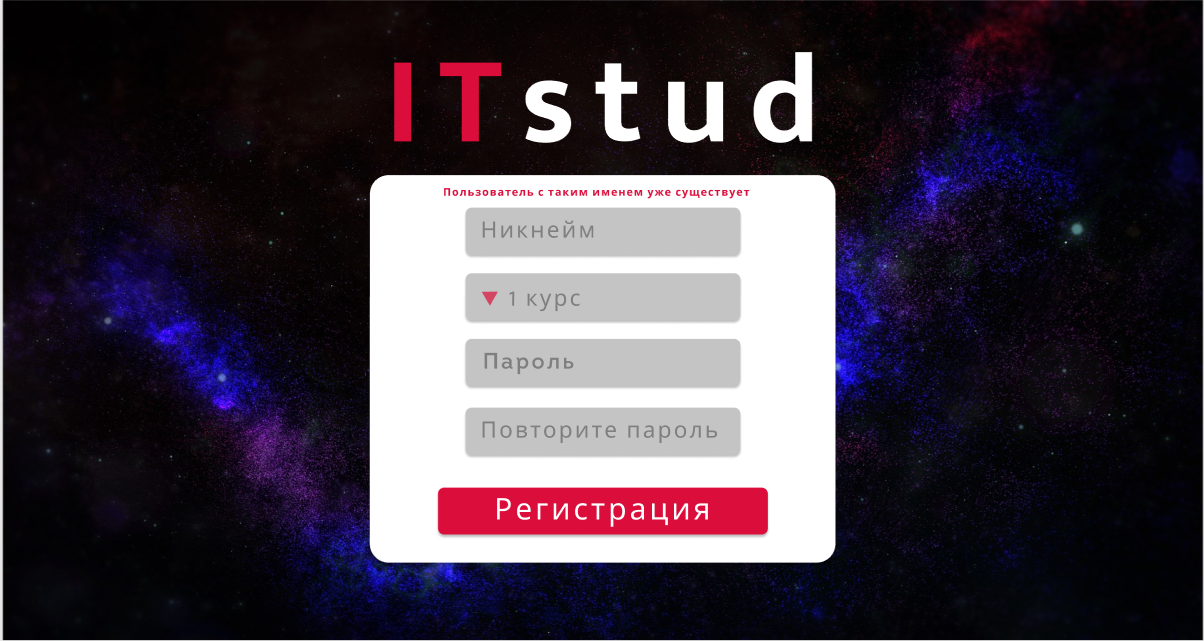 ITstud
Пользователь с таким именем уже существует
Никнейм
1 курс
Пароль
Повторите пароль
Регистрация